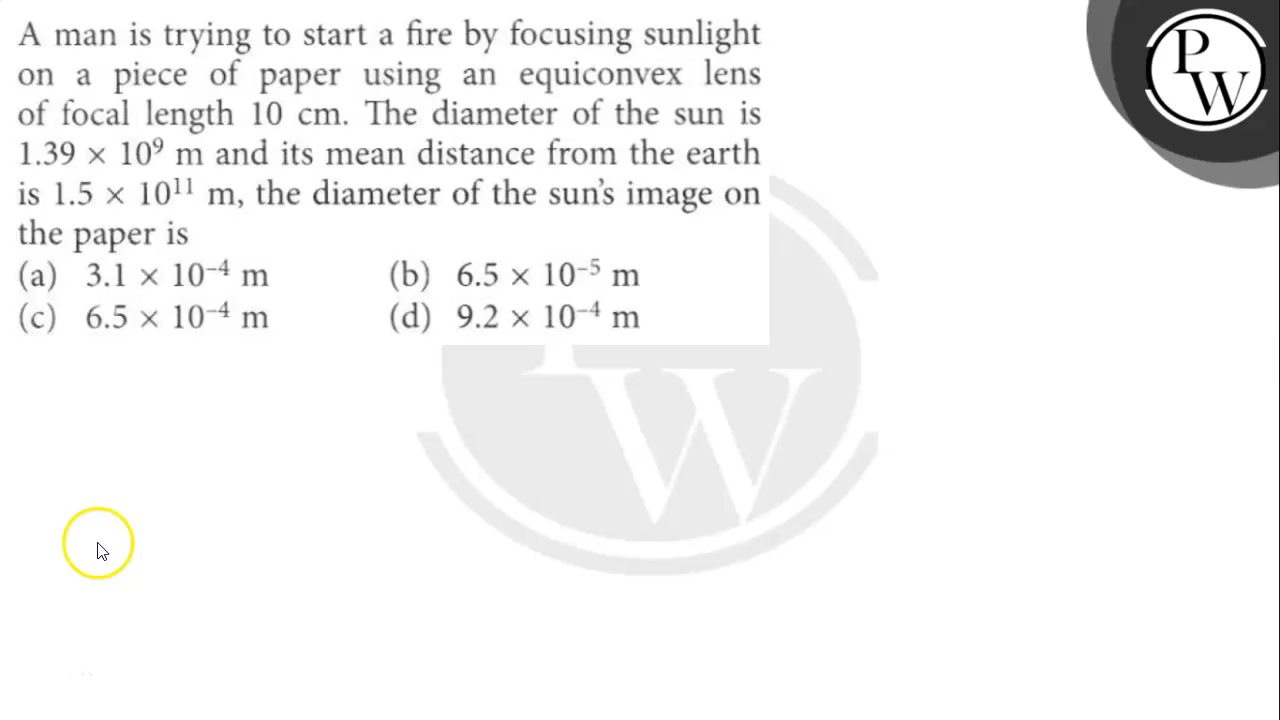 A man is trying to start a fire by focusing sunlight
on a piece of paper using an equiconvex lens
of focal length 10 cm. The diameter of the sun is
1.39 × 10⁹ m and its mean distance from the earth
is 1.5 × 10¹¹ m, the diameter of the sun's image on
the paper is
(a) 3.1 × 10⁻⁴ m (b) 6.5 × 10⁻⁵ m
(c) 6.5 × 10⁻⁴ m (d) 9.2 × 10⁻⁴ m
PW
PW